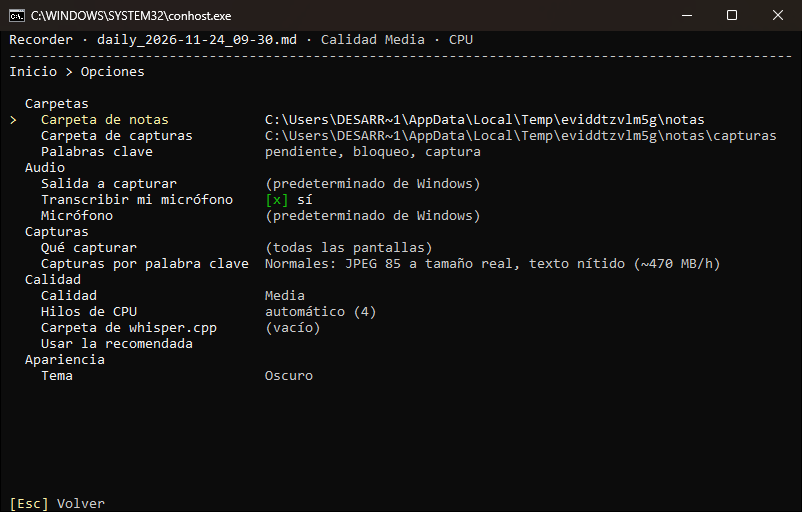 C:\WINDOWS\SYSTEM32\conhost.exe
Recorder · daily_2026-11-24_09-30.md · Calidad Media · CPU
--------------------------------------------------------------------------------------------------
Inicio > Opciones
Carpetas
> Carpeta de notas C:\Users\DESARR~1\AppData\Local\Temp\eviddtzvlm5g\notas
Carpeta de capturas C:\Users\DESARR~1\AppData\Local\Temp\eviddtzvlm5g\notas\capturas
Palabras clave pendiente, bloqueo, captura
Audio
Salida a capturar (predeterminado de Windows)
Transcribir mi micrófono [x] sí
Micrófono (predeterminado de Windows)
Capturas
Qué capturar (todas las pantallas)
Capturas por palabra clave Normales: JPEG 85 a tamaño real, texto nítido (~470 MB/h)
Calidad
Calidad Media
Hilos de CPU automático (4)
Carpeta de whisper.cpp (vacío)
Usar la recomendada
Apariencia
Tema Oscuro
[Esc] Volver